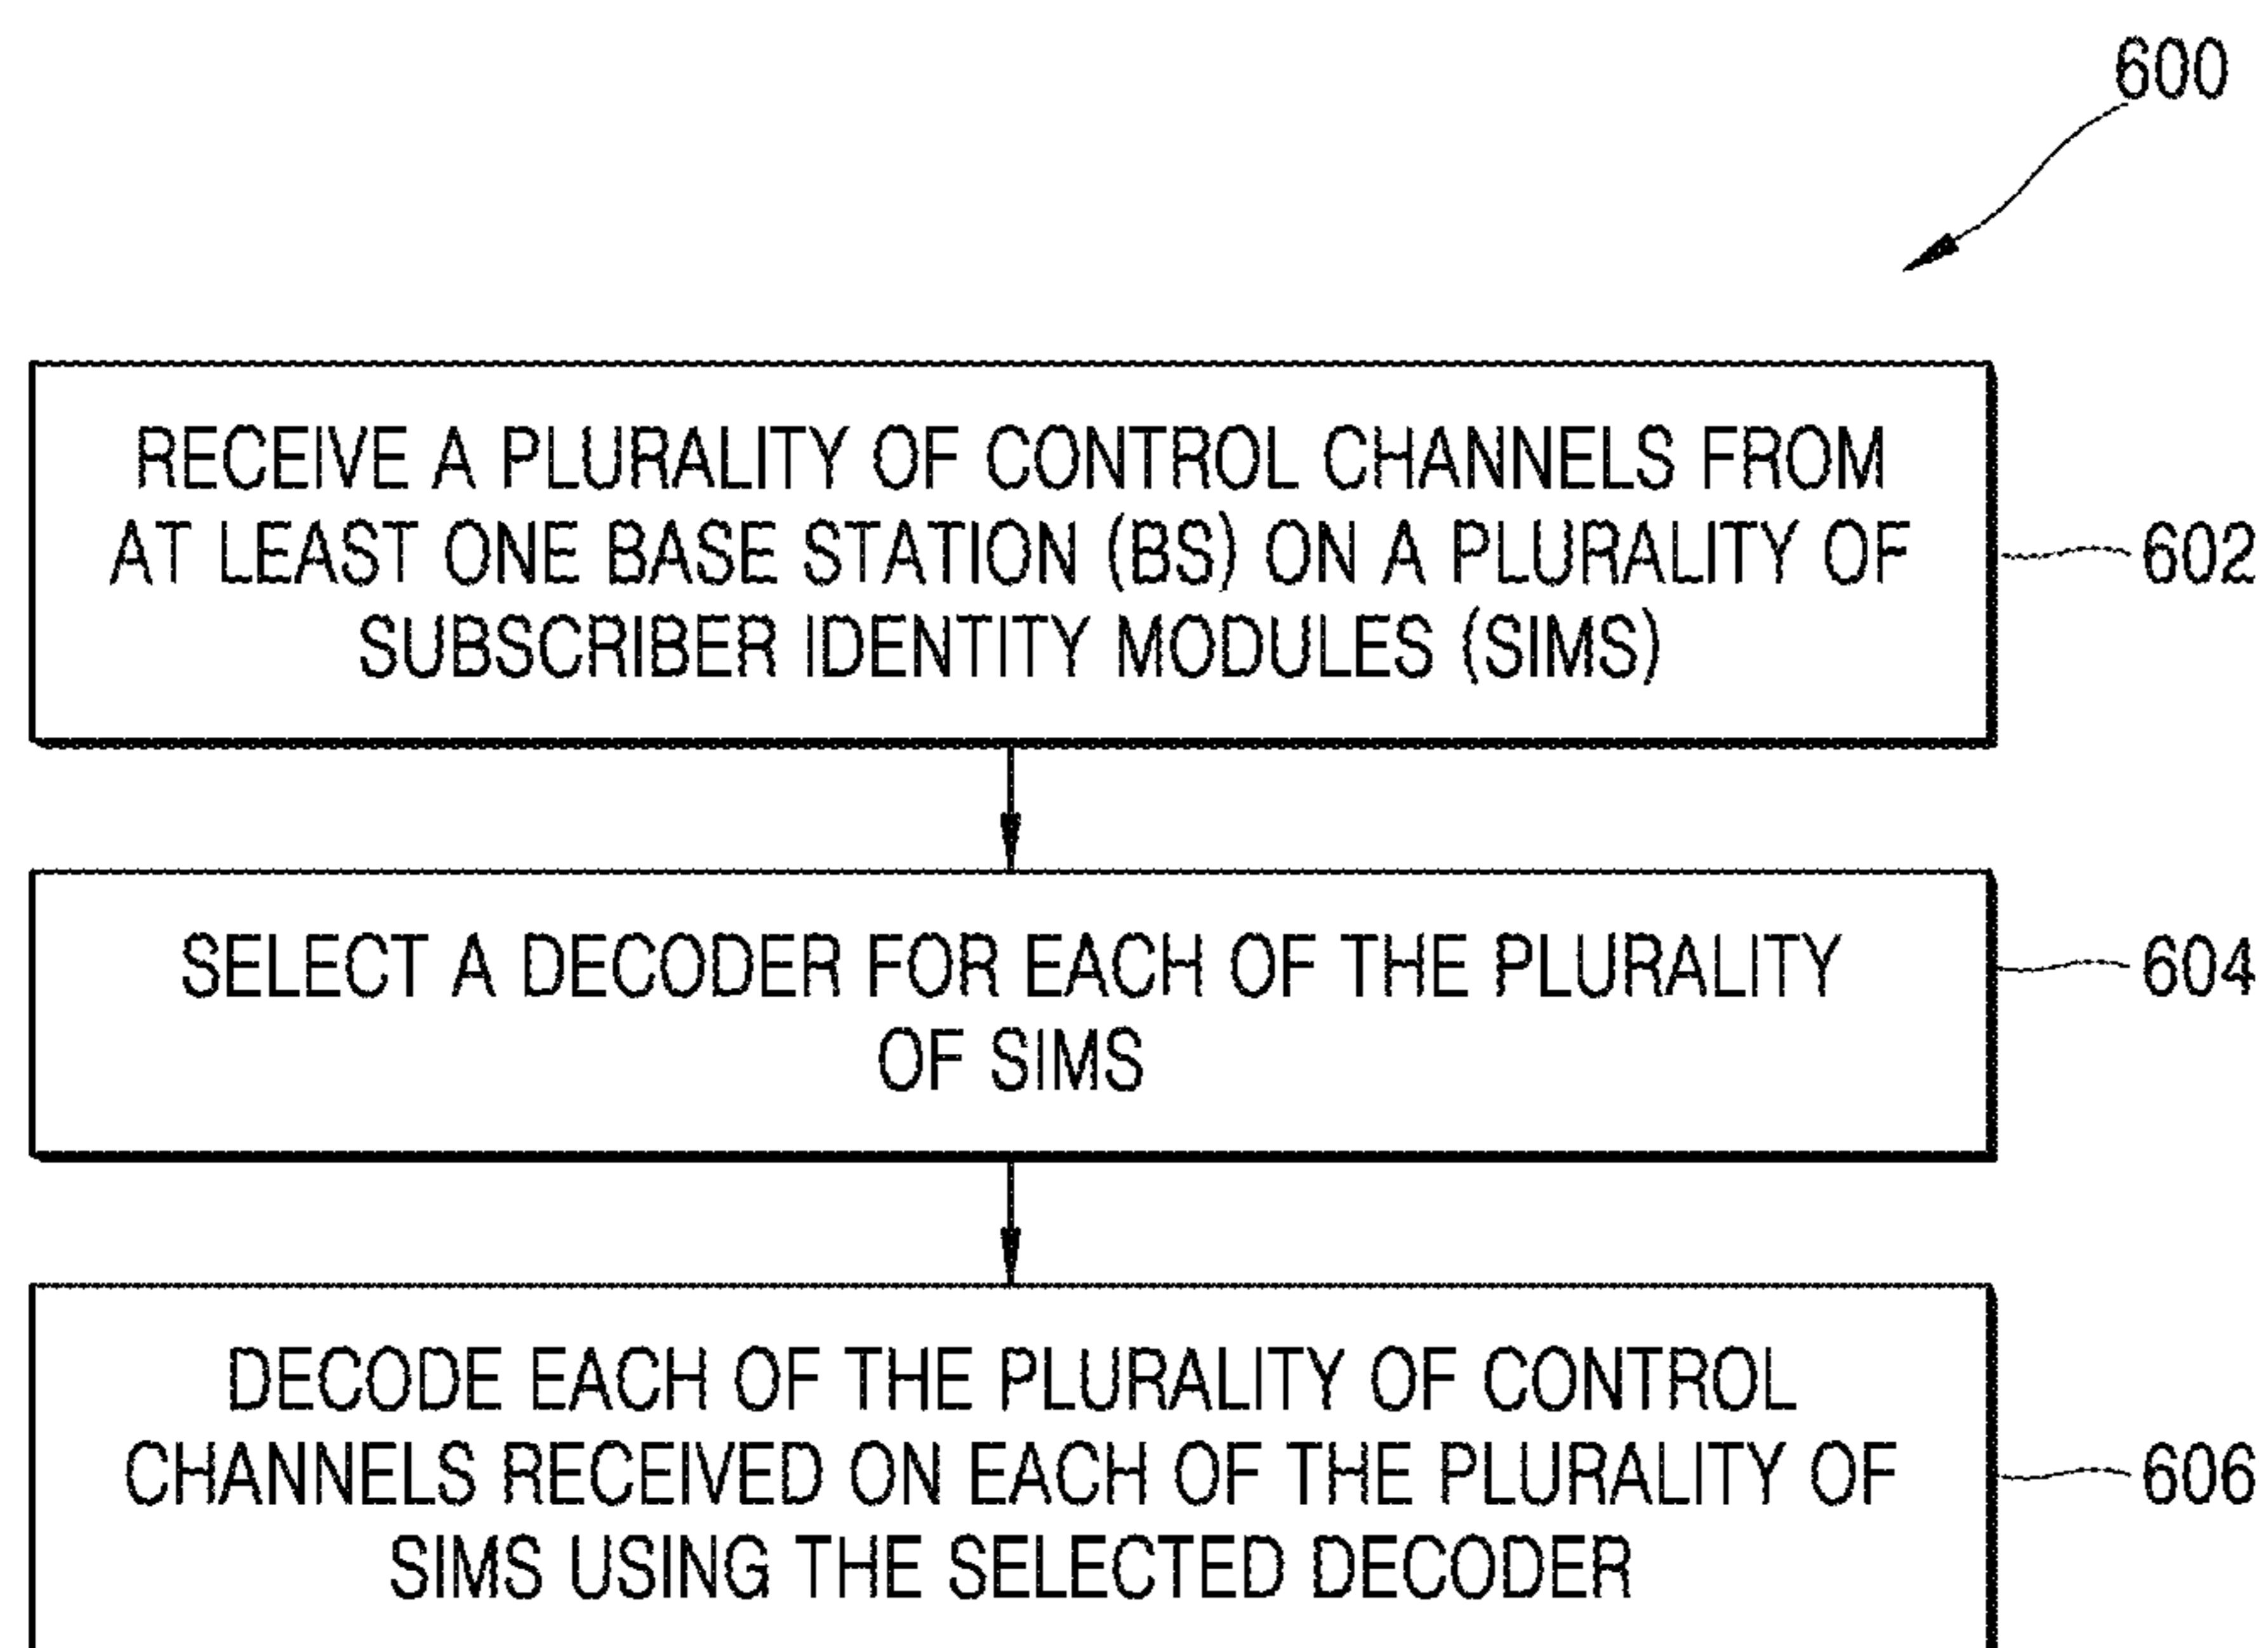 600
RECEIVE A PLURALITY OF CONTROL CHANNELS FROM
AT LEAST ONE BASE STATION (BS) ON A PLURALITY OF
SUBSCRIBER IDENTITY MODULES (SIMS)
602
SELECT A DECODER FOR EACH OF THE PLURALITY
OF SIMS
604
DECODE EACH OF THE PLURALITY OF CONTROL
CHANNELS RECEIVED ON EACH OF THE PLURALITY OF
SIMS USING THE SELECTED DECODER
606